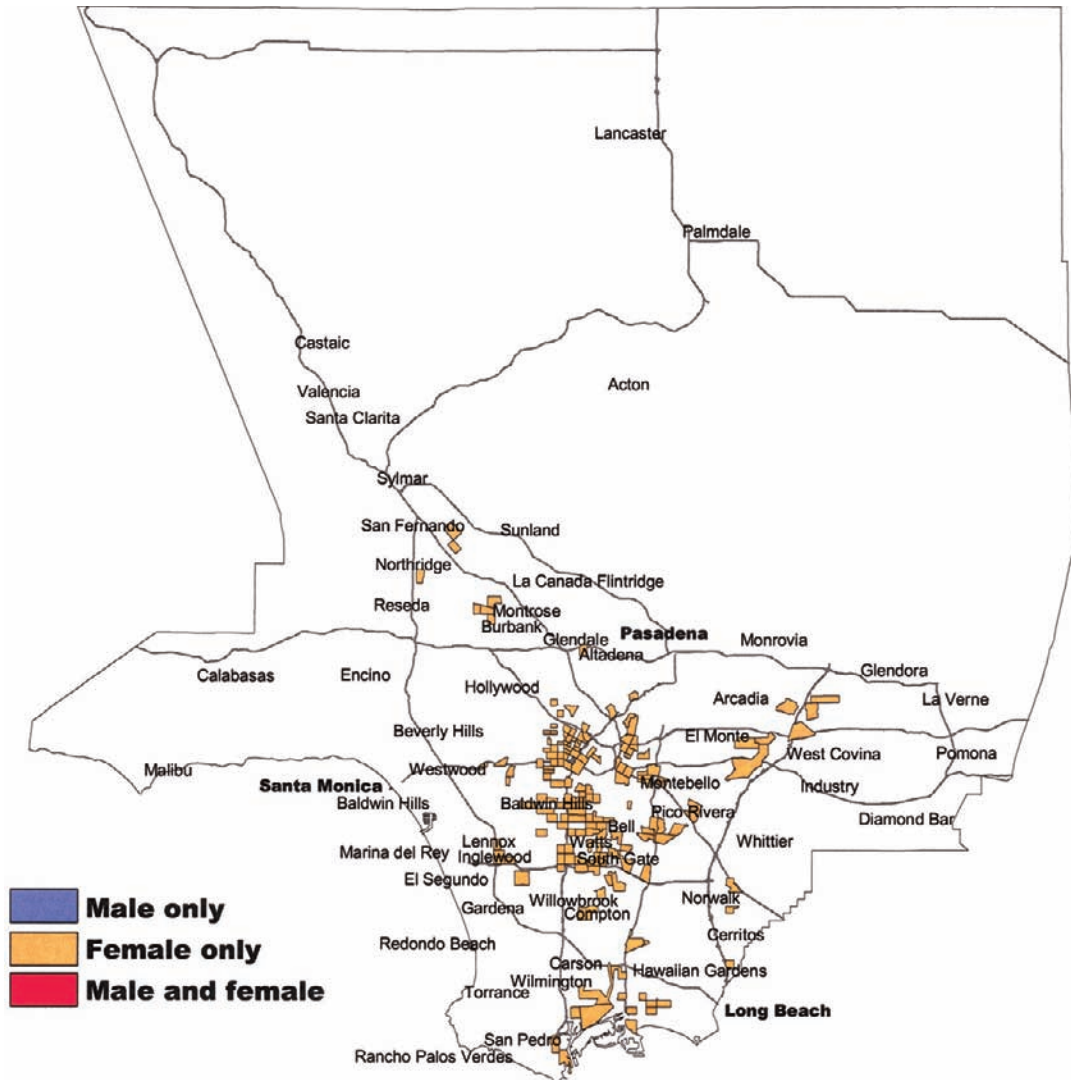 Lancaster
Palmdale
Castaic
Acton
Valencia
Santa Clarita
Sylmar
San Fernando
Sunland
Northridge
La Canada Flintridge
Reseda
Montrose
Burbank
Pasadena
Glendale
Monrovia
Altadena
Glendora
Calabasas
Encino
Hollywood
Arcadia
La Verne
Beverly Hills
El Monte
West Covina
Pomona
Malibu
Westwood
Santa Monica
Montebello
Industry
Baldwin Hills
Baldwin Hills
Pico Rivera
Diamond Bar
Bell
Lennox
Watts
Whittier
Marina del Rey
Inglewood
South Gate
El Segundo
Willowbrook
Norwalk
Gardena
Compton
Male only
Female only
Male and female
Cerritos
Redondo Beach
Carson
Hawaiian Gardens
Wilmington
Torrance
Long Beach
San Pedro
Rancho Palos Verdes